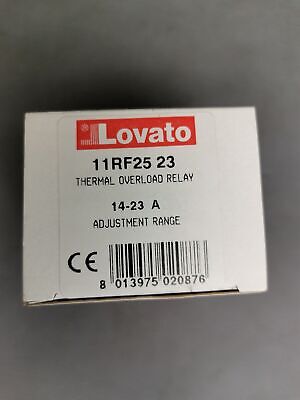 Lovato
11RF25 23
THERMAL OVERLOAD RELAY
14-23 A
ADJUSTMENT RANGE
CE
8 013975 020876